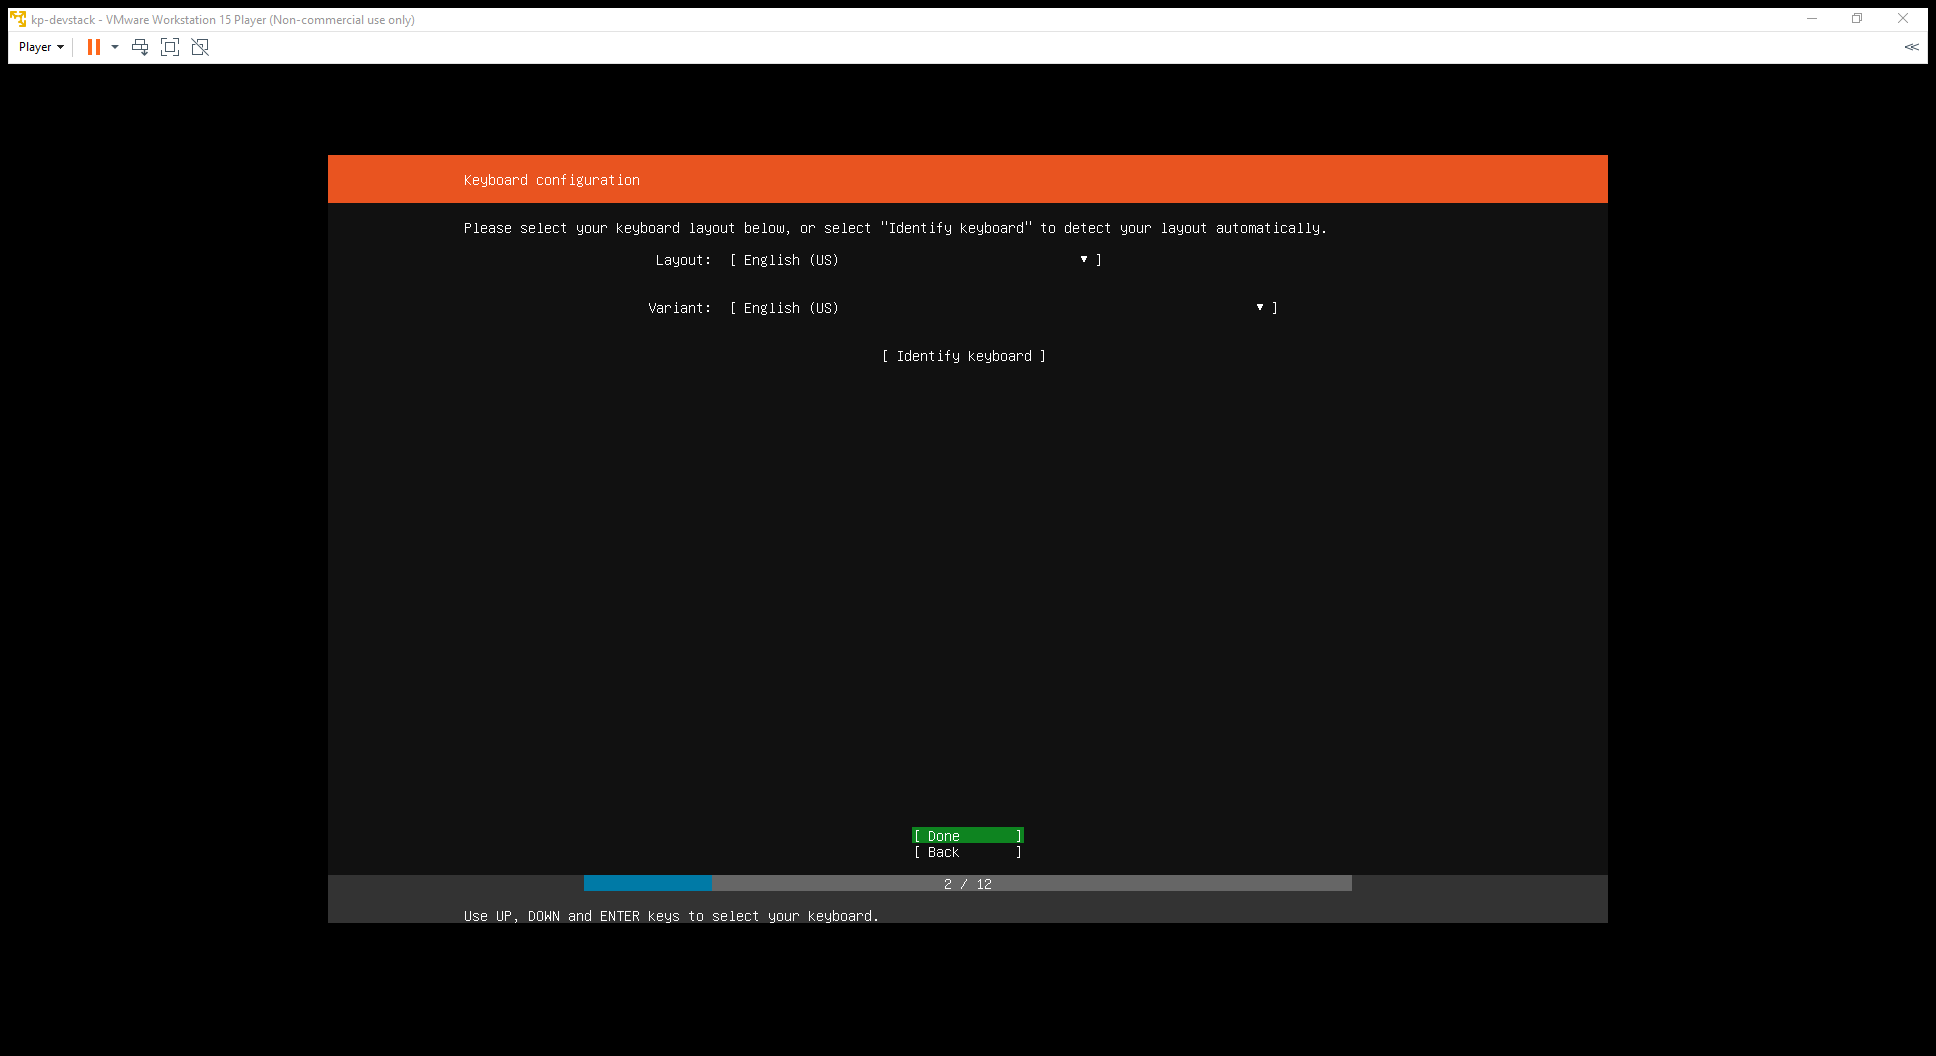 kp-devstack - VMware Workstation 15 Player (Non-commercial use only)
Player
Keyboard configuration
Please select your keyboard layout below, or select "Identify keyboard" to detect your layout automatically.
Layout: [ English (US) ▼ ]
Variant: [ English (US) ▼ ]
[ Identify keyboard ]
[ Done ]
[ Back ]
2 / 12
Use UP, DOWN and ENTER keys to select your keyboard.